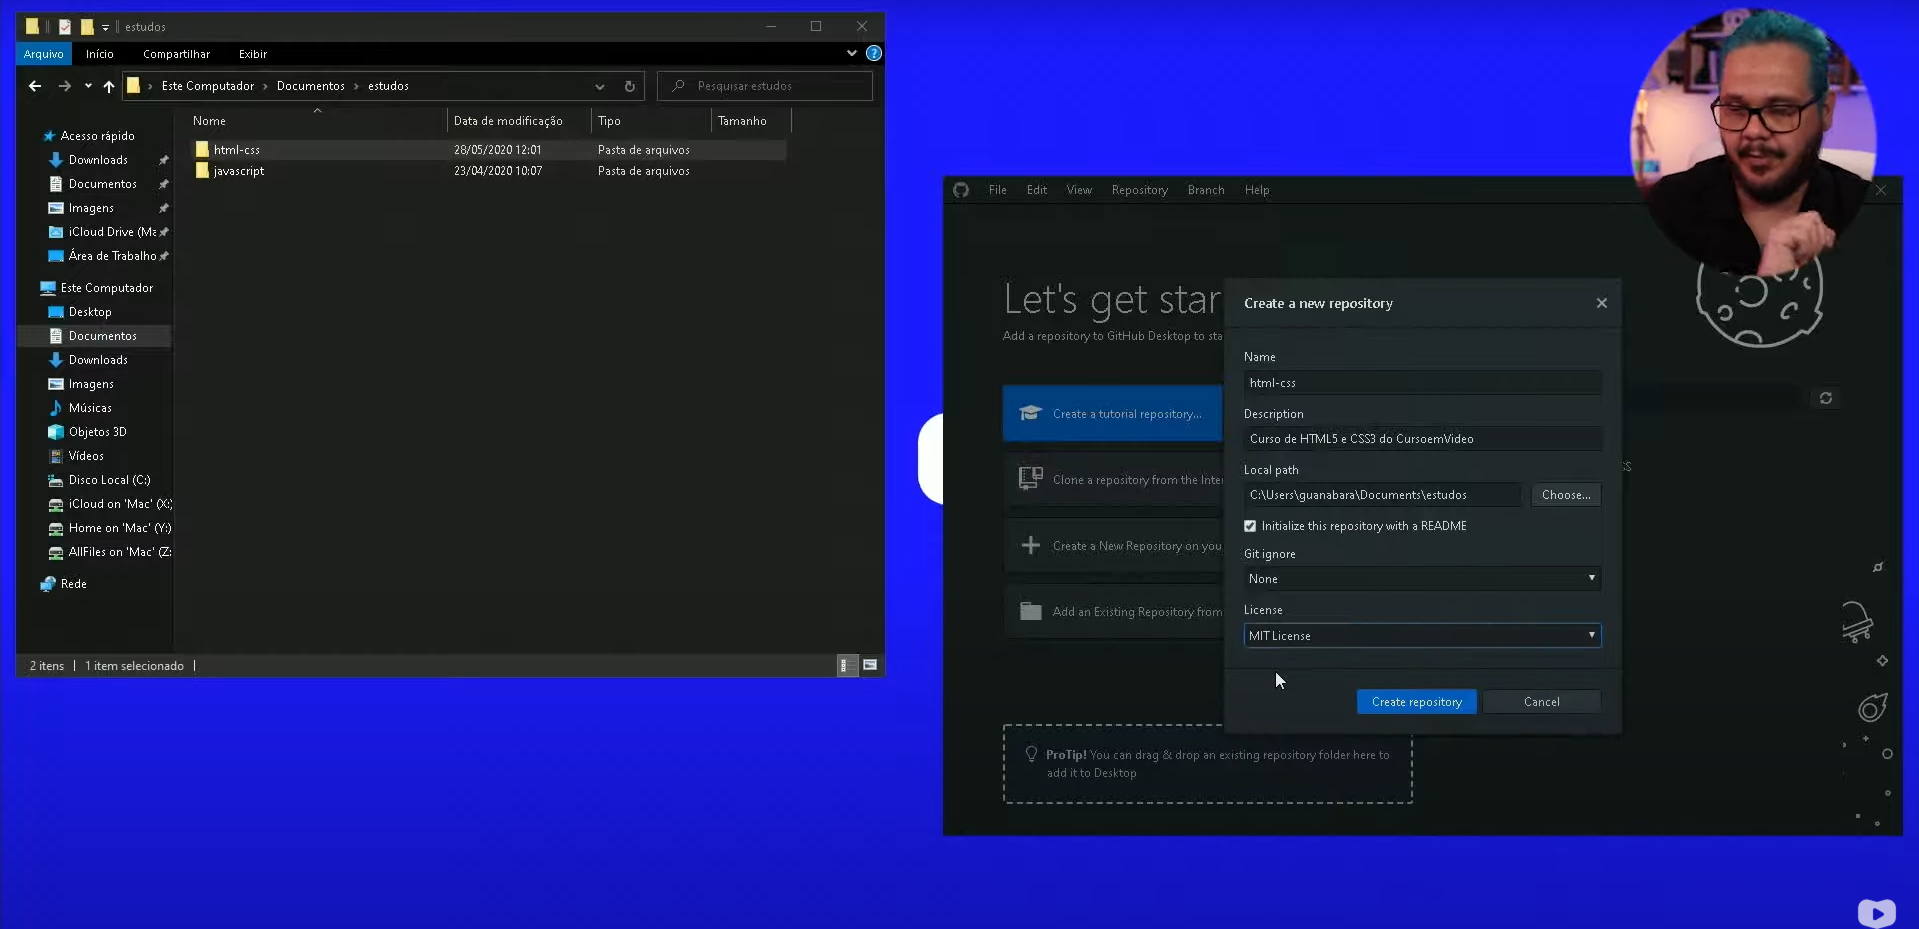 estudos
Arquivo Início Compartilhar Exibir
Este Computador > Documentos > estudos
Pesquisar estudos
Nome Data de modificação Tipo Tamanho
html-css 28/05/2020 12:01 Pasta de arquivos
javascript 23/04/2020 10:07 Pasta de arquivos
Acesso rápido
Downloads
Documentos
Imagens
iCloud Drive (Ma
Área de Trabalho
Este Computador
Desktop
Documentos
Downloads
Imagens
Músicas
Objetos 3D
Vídeos
Disco Local (C:)
iCloud on 'Mac' (X:)
Home on 'Mac' (Y:)
AllFiles on 'Mac' (Z:
Rede
2 itens | 1 item selecionado |
File Edit View Repository Branch Help
Let's get star
Add a repository to GitHub Desktop to sta
Create a tutorial repository...
Clone a repository from the Inter
Create a New Repository on you
Add an Existing Repository from
ProTip! You can drag & drop an existing repository folder here to
add it to Desktop
Create a new repository
Name
html-css
Description
Curso de HTML5 e CSS3 do CursoemVideo
Local path
C:\Users\guanabara\Documents\estudos
Choose...
Initialize this repository with a README
Git ignore
None
License
MIT License
Create repository
Cancel